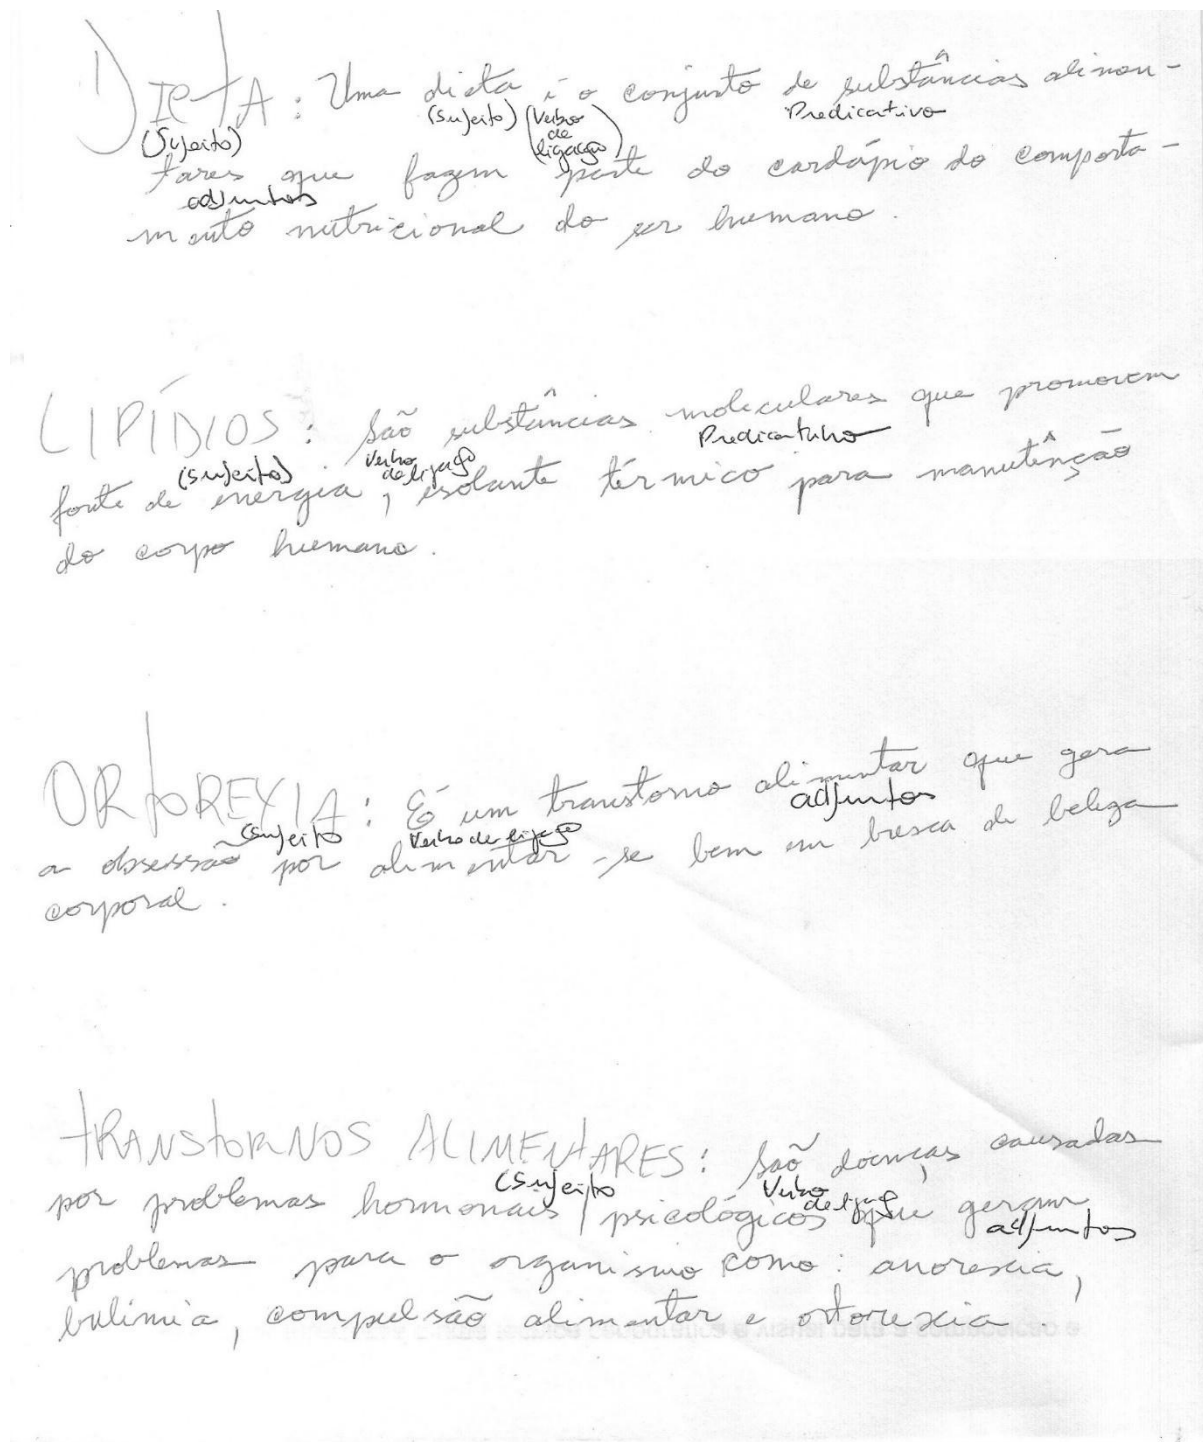 DIETA: Uma dieta é o conjunto de substâncias alimen-
(Sujeito) (Sujeito) (Verbo de ligação) Predicativo
tares que fazem parte do cardápio do comporta-
adjuntos
mento nutricional do ser humano.
LIPÍDIOS: São substâncias moleculares que promovem
(Sujeito) Verbo de ligação Predicativo
fonte de energia, isolante térmico para manutênção
do corpo humano.
ORTOREXIA: É um transtorno alimentar que gera
(Sujeito Verbo de ligação adjuntos
a obsessão por alimentar-se bem em busca de beleza
corporal.
TRANSTORNOS ALIMENTARES: São doenças causadas
(Sujeito Verbo de ligação adjuntos
por problemas hormonais, psicológicos que geram
problemas para o organismo como: anorexia,
bulimia, compulsão alimentar e ortorexia.